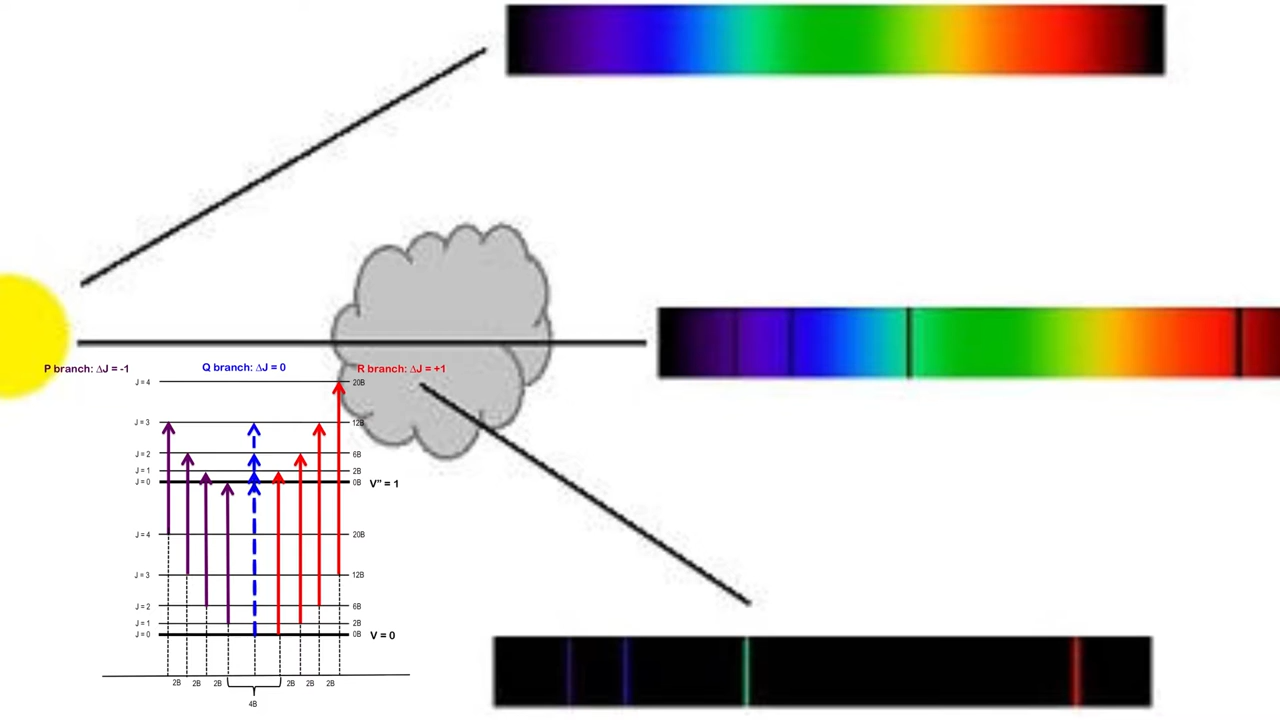 P branch: ΔJ = -1 Q branch: ΔJ = 0 R branch: ΔJ = +1
J = 4 20B
J = 3 12B
J = 2 6B
J = 1 2B
J = 0 0B V" = 1
J = 4 20B
J = 3 12B
J = 2 6B
J = 1 2B
J = 0 0B V = 0
2B 2B 2B 2B 2B 2B
4B